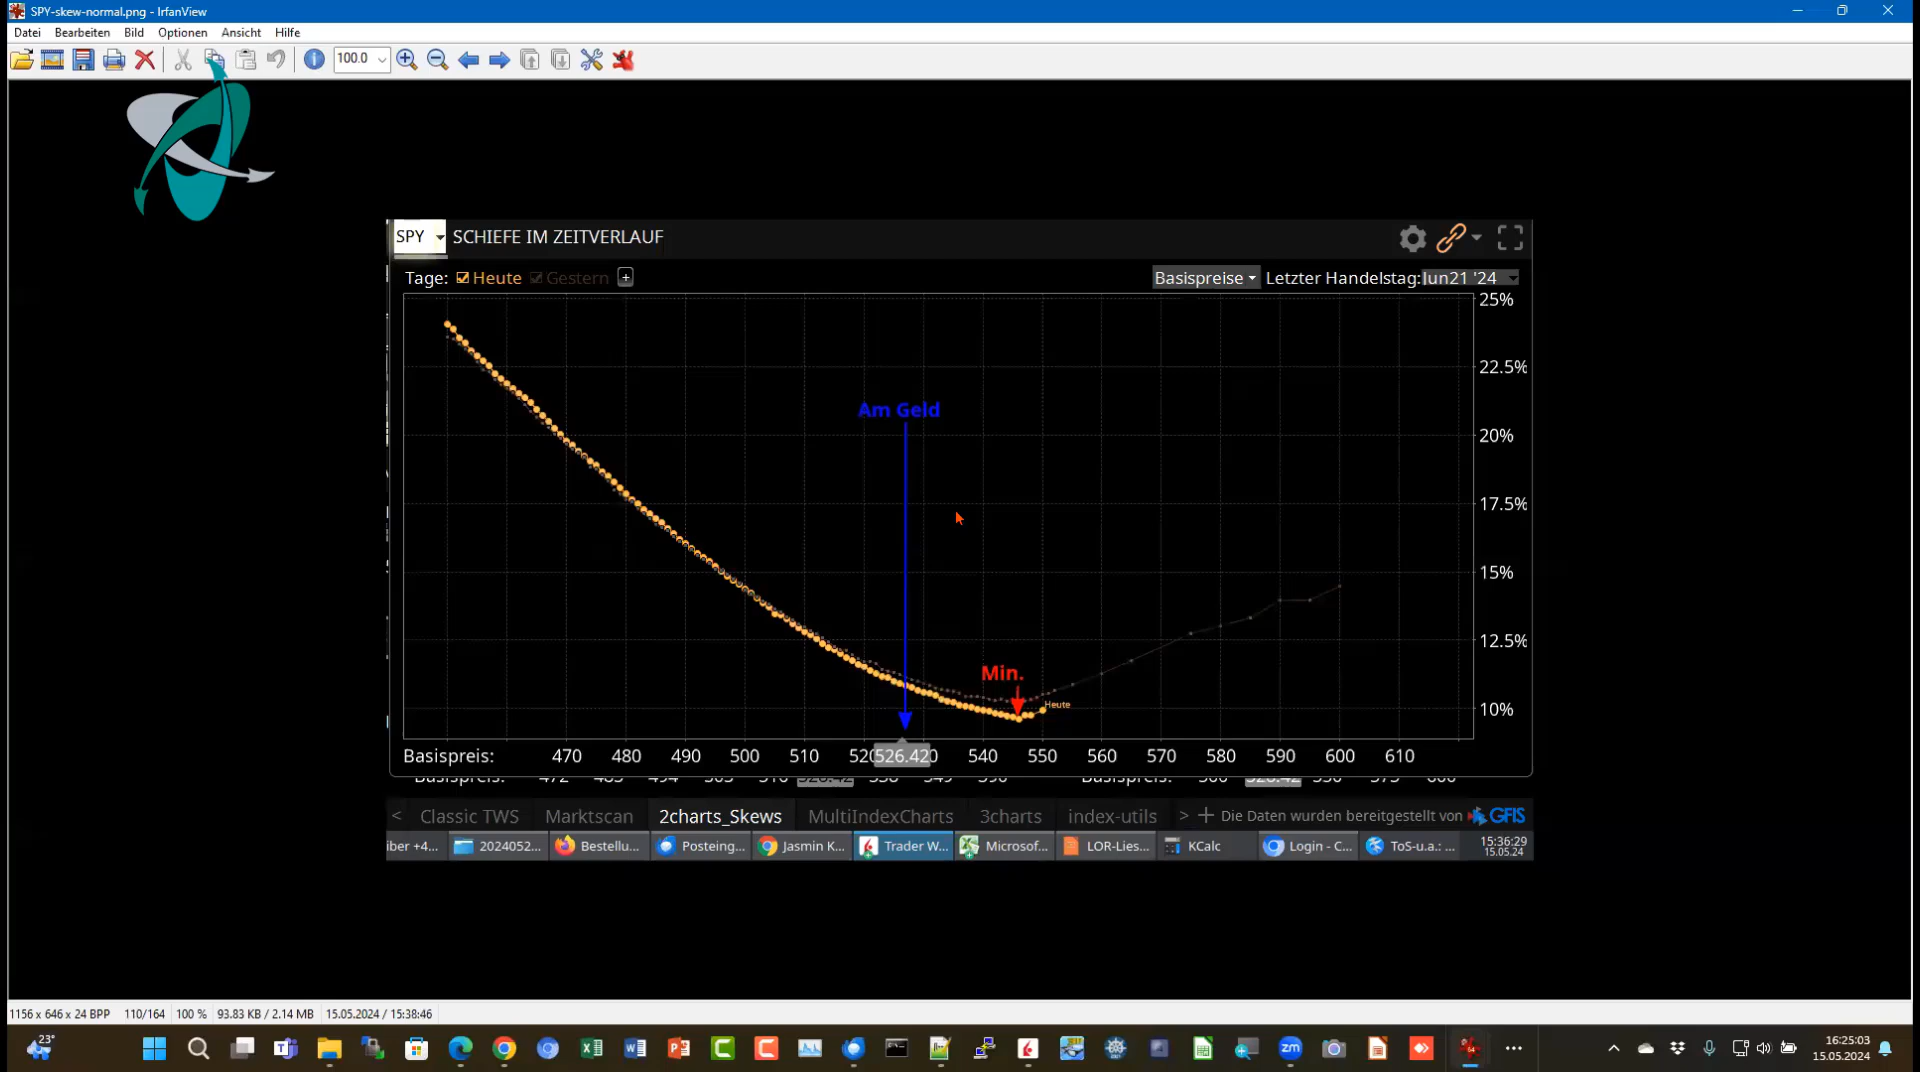 SPY-skew-normal.png - IrfanView
Datei Bearbeiten Bild Optionen Ansicht Hilfe
100.0
SPY SCHIEFE IM ZEITVERLAUF
Tage: Heute Gestern + Basispreise Letzter Handelstag: Jun21 '24
25%
22.5%
Am Geld
20%
17.5%
15%
12.5%
Min.
Heute
10%
Basispreis: 470 480 490 500 510 520 526.42 540 550 560 570 580 590 600 610
< Classic TWS Marktscan 2charts_Skews MultiIndexCharts 3charts index-utils > + Die Daten wurden bereitgestellt von GFIS
iber +4... 2024052... Bestellu... Posteing... Jasmin K... Trader W... Microsof... LOR-Lies... KCalc Login - C... ToS-u.a.: ... 15:36:29
15.05.24
1156 x 646 x 24 BPP 110/164 100 % 93.83 KB / 2.14 MB 15.05.2024 / 15:38:46
23°
zm
16:25:03
15.05.2024